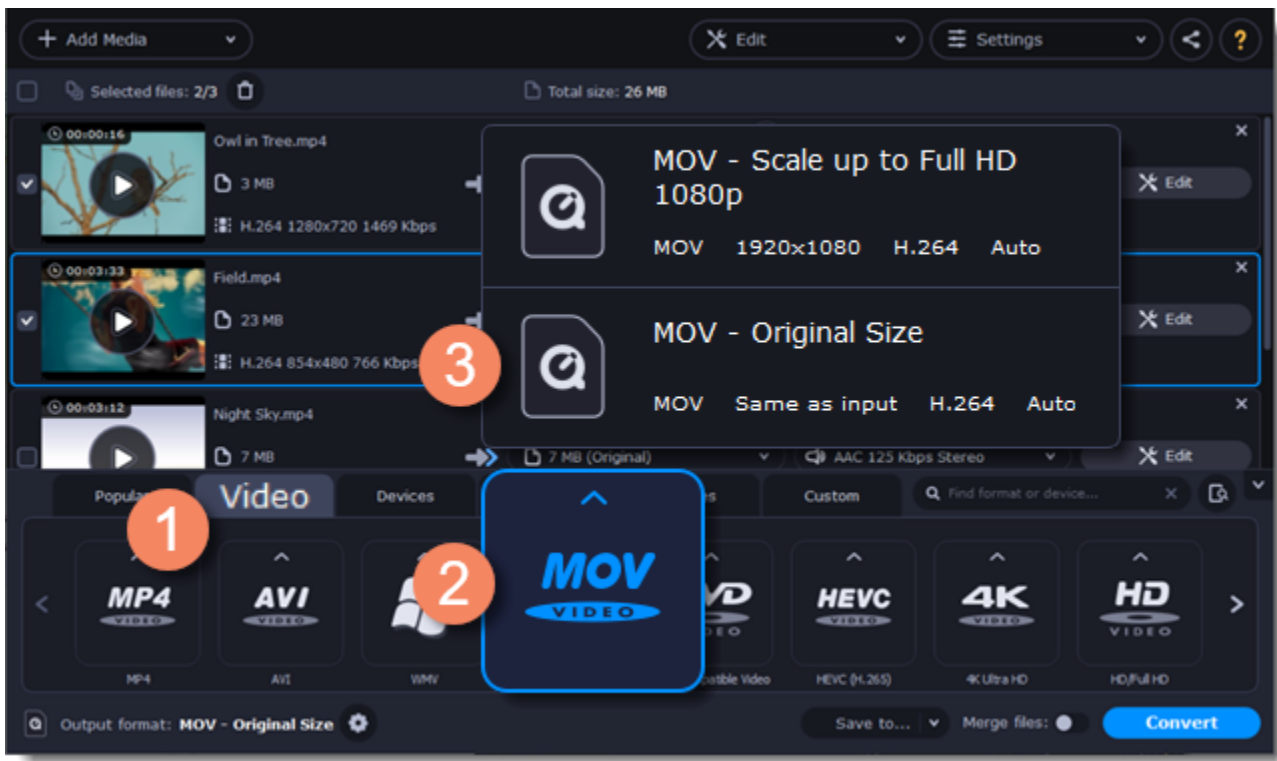 Add Media
Edit
Settings
?
Selected files: 2/3
Total size: 26 MB
00:00:16
Owl in Tree.mp4
3 MB
H.264 1280x720 1469 Kbps
Edit
MOV - Scale up to Full HD
1080p
MOV 1920x1080 H.264 Auto
00:03:33
Field.mp4
23 MB
H.264 854x480 766 Kbps
Edit
3
MOV - Original Size
MOV Same as input H.264 Auto
00:03:12
Night Sky.mp4
7 MB
7 MB (Original)
AAC 125 Kbps Stereo
Edit
Video
Devices
Custom
Find format or device...
1
2
MP4
VIDEO
MP4
AVI
VIDEO
AVI
WMV
MOV
VIDEO
Video
HEVC
VIDEO
HEVC (H.265)
4K
VIDEO
4K Ultra HD
HD
VIDEO
HD/Full HD
Output format: MOV - Original Size
Save to...
Merge files:
Convert